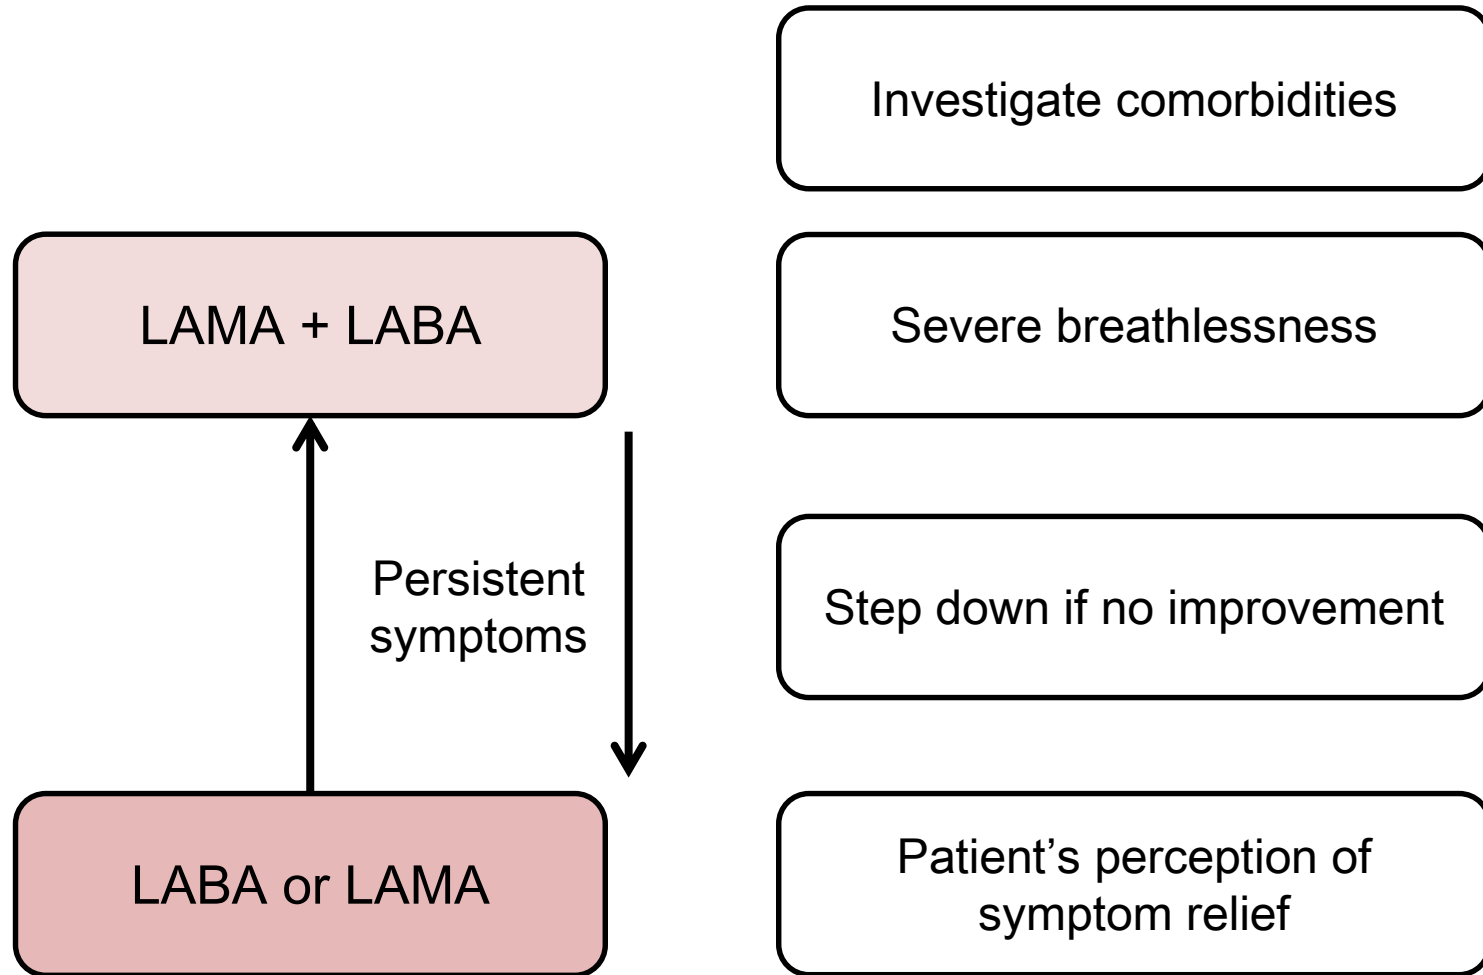 Investigate comorbidities
LAMA + LABA
Severe breathlessness
Persistent
symptoms
Step down if no improvement
LABA or LAMA
Patient’s perception of
symptom relief